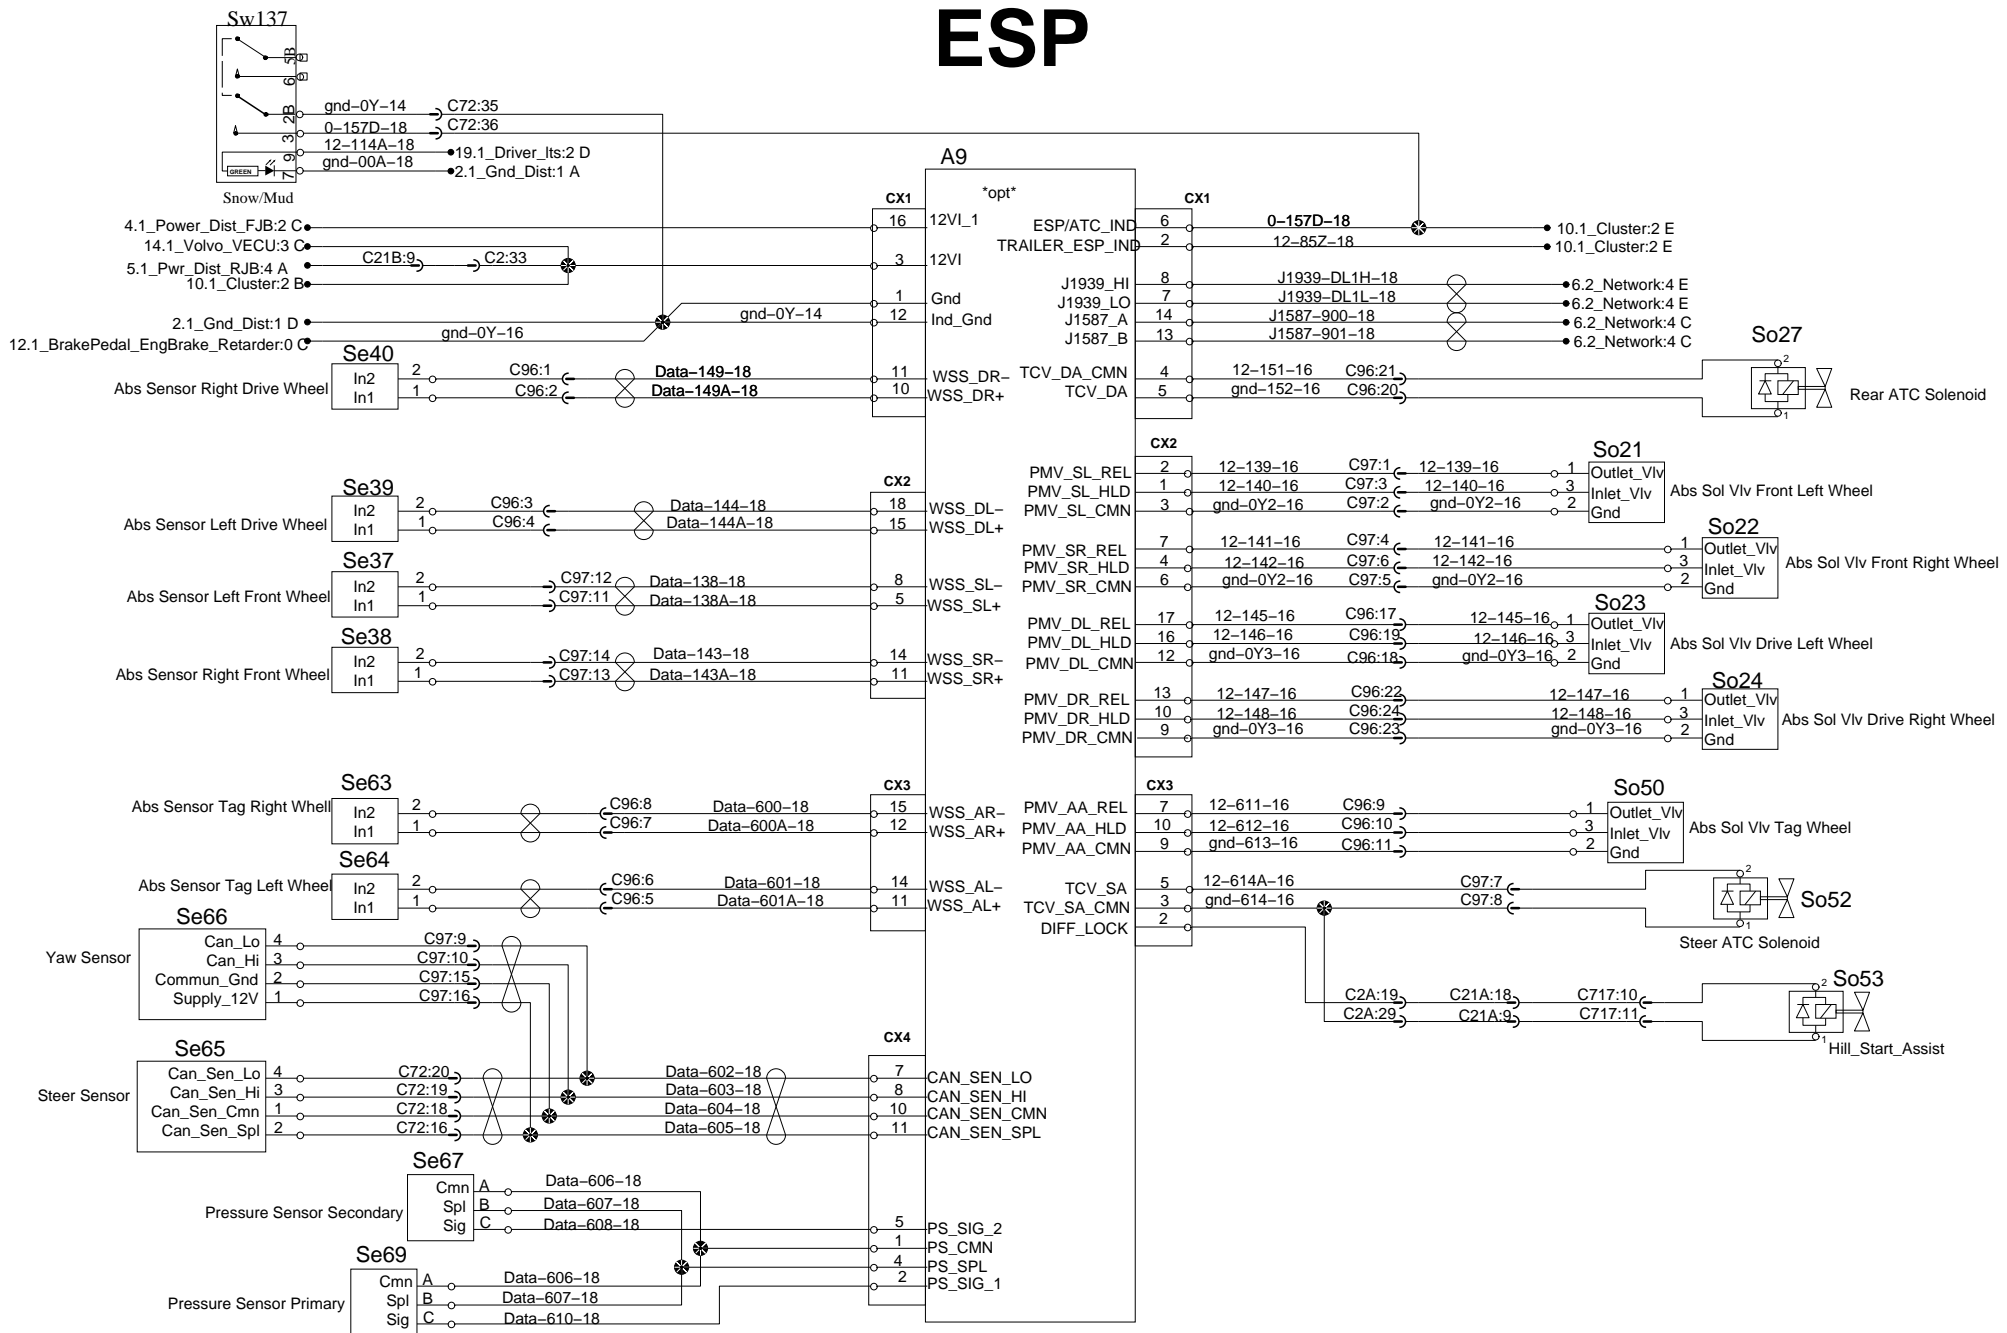 ESP
Sw137
5B
6
2B
3
9
7
GREEN
Snow/Mud
gnd-0Y-14 C72:35
0-157D-18 C72:36
12-114A-18 19.1_Driver_lts:2 D
gnd-00A-18 2.1_Gnd_Dist:1 A
A9
*opt*
CX1
4.1_Power_Dist_FJB:2 C 16 12VI_1
14.1_Volvo_VECU:3 C
5.1_Pwr_Dist_RJB:4 A C21B:9 C2:33 3 12VI
10.1_Cluster:2 B
1 Gnd
2.1_Gnd_Dist:1 D gnd-0Y-14 12 Ind_Gnd
12.1_BrakePedal_EngBrake_Retarder:0 C gnd-0Y-16
Se40
Abs Sensor Right Drive Wheel
In2 2 C96:1 Data-149-18 11 WSS_DR-
In1 1 C96:2 Data-149A-18 10 WSS_DR+
CX2
Se39
Abs Sensor Left Drive Wheel
In2 2 C96:3 Data-144-18 18 WSS_DL-
In1 1 C96:4 Data-144A-18 15 WSS_DL+
Se37
Abs Sensor Left Front Wheel
In2 2 C97:12 Data-138-18 8 WSS_SL-
In1 1 C97:11 Data-138A-18 5 WSS_SL+
Se38
Abs Sensor Right Front Wheel
In2 2 C97:14 Data-143-18 14 WSS_SR-
In1 1 C97:13 Data-143A-18 11 WSS_SR+
CX3
Se63
Abs Sensor Tag Right Whell
In2 2 C96:8 Data-600-18 15 WSS_AR-
In1 1 C96:7 Data-600A-18 12 WSS_AR+
Se64
Abs Sensor Tag Left Wheel
In2 2 C96:6 Data-601-18 14 WSS_AL-
In1 1 C96:5 Data-601A-18 11 WSS_AL+
Se66
Yaw Sensor
Can_Lo 4 C97:9
Can_Hi 3 C97:10
Commun_Gnd 2 C97:15
Supply_12V 1 C97:16
CX4
Se65
Steer Sensor
Can_Sen_Lo 4 C72:20 Data-602-18 7 CAN_SEN_LO
Can_Sen_Hi 3 C72:19 Data-603-18 8 CAN_SEN_HI
Can_Sen_Cmn 1 C72:18 Data-604-18 10 CAN_SEN_CMN
Can_Sen_Spl 2 C72:16 Data-605-18 11 CAN_SEN_SPL
Se67
Pressure Sensor Secondary
Cmn A Data-606-18
Spl B Data-607-18
Sig C Data-608-18 5 PS_SIG_2
1 PS_CMN
4 PS_SPL
2 PS_SIG_1
Se69
Pressure Sensor Primary
Cmn A Data-606-18
Spl B Data-607-18
Sig C Data-610-18
CX1
ESP/ATC_IND 6 0-157D-18 10.1_Cluster:2 E
TRAILER_ESP_IND 2 12-85Z-18 10.1_Cluster:2 E
J1939_HI 8 J1939-DL1H-18 6.2_Network:4 E
J1939_LO 7 J1939-DL1L-18 6.2_Network:4 E
J1587_A 14 J1587-900-18 6.2_Network:4 C
J1587_B 13 J1587-901-18 6.2_Network:4 C
TCV_DA_CMN 4 12-151-16 C96:21 2
TCV_DA 5 gnd-152-16 C96:20 1
So27
Rear ATC Solenoid
CX2
So21
PMV_SL_REL 2 12-139-16 C97:1 12-139-16 1 Outlet_Vlv
PMV_SL_HLD 1 12-140-16 C97:3 12-140-16 3 Inlet_Vlv
PMV_SL_CMN 3 gnd-0Y2-16 C97:2 gnd-0Y2-16 2 Gnd
Abs Sol Vlv Front Left Wheel
So22
PMV_SR_REL 7 12-141-16 C97:4 12-141-16 1 Outlet_Vlv
PMV_SR_HLD 4 12-142-16 C97:6 12-142-16 3 Inlet_Vlv
PMV_SR_CMN 6 gnd-0Y2-16 C97:5 gnd-0Y2-16 2 Gnd
Abs Sol Vlv Front Right Wheel
So23
PMV_DL_REL 17 12-145-16 C96:17 12-145-16 1 Outlet_Vlv
PMV_DL_HLD 16 12-146-16 C96:19 12-146-16 3 Inlet_Vlv
PMV_DL_CMN 12 gnd-0Y3-16 C96:18 gnd-0Y3-16 2 Gnd
Abs Sol Vlv Drive Left Wheel
So24
PMV_DR_REL 13 12-147-16 C96:22 12-147-16 1 Outlet_Vlv
PMV_DR_HLD 10 12-148-16 C96:24 12-148-16 3 Inlet_Vlv
PMV_DR_CMN 9 gnd-0Y3-16 C96:23 gnd-0Y3-16 2 Gnd
Abs Sol Vlv Drive Right Wheel
CX3
So50
PMV_AA_REL 7 12-611-16 C96:9 1 Outlet_Vlv
PMV_AA_HLD 10 12-612-16 C96:10 3 Inlet_Vlv
PMV_AA_CMN 9 gnd-613-16 C96:11 2 Gnd
Abs Sol Vlv Tag Wheel
TCV_SA 5 12-614A-16 C97:7 2
TCV_SA_CMN 3 gnd-614-16 C97:8 1
DIFF_LOCK 2
So52
Steer ATC Solenoid
C2A:19 C21A:18 C717:10 2
C2A:29 C21A:9 C717:11 1
So53
Hill_Start_Assist